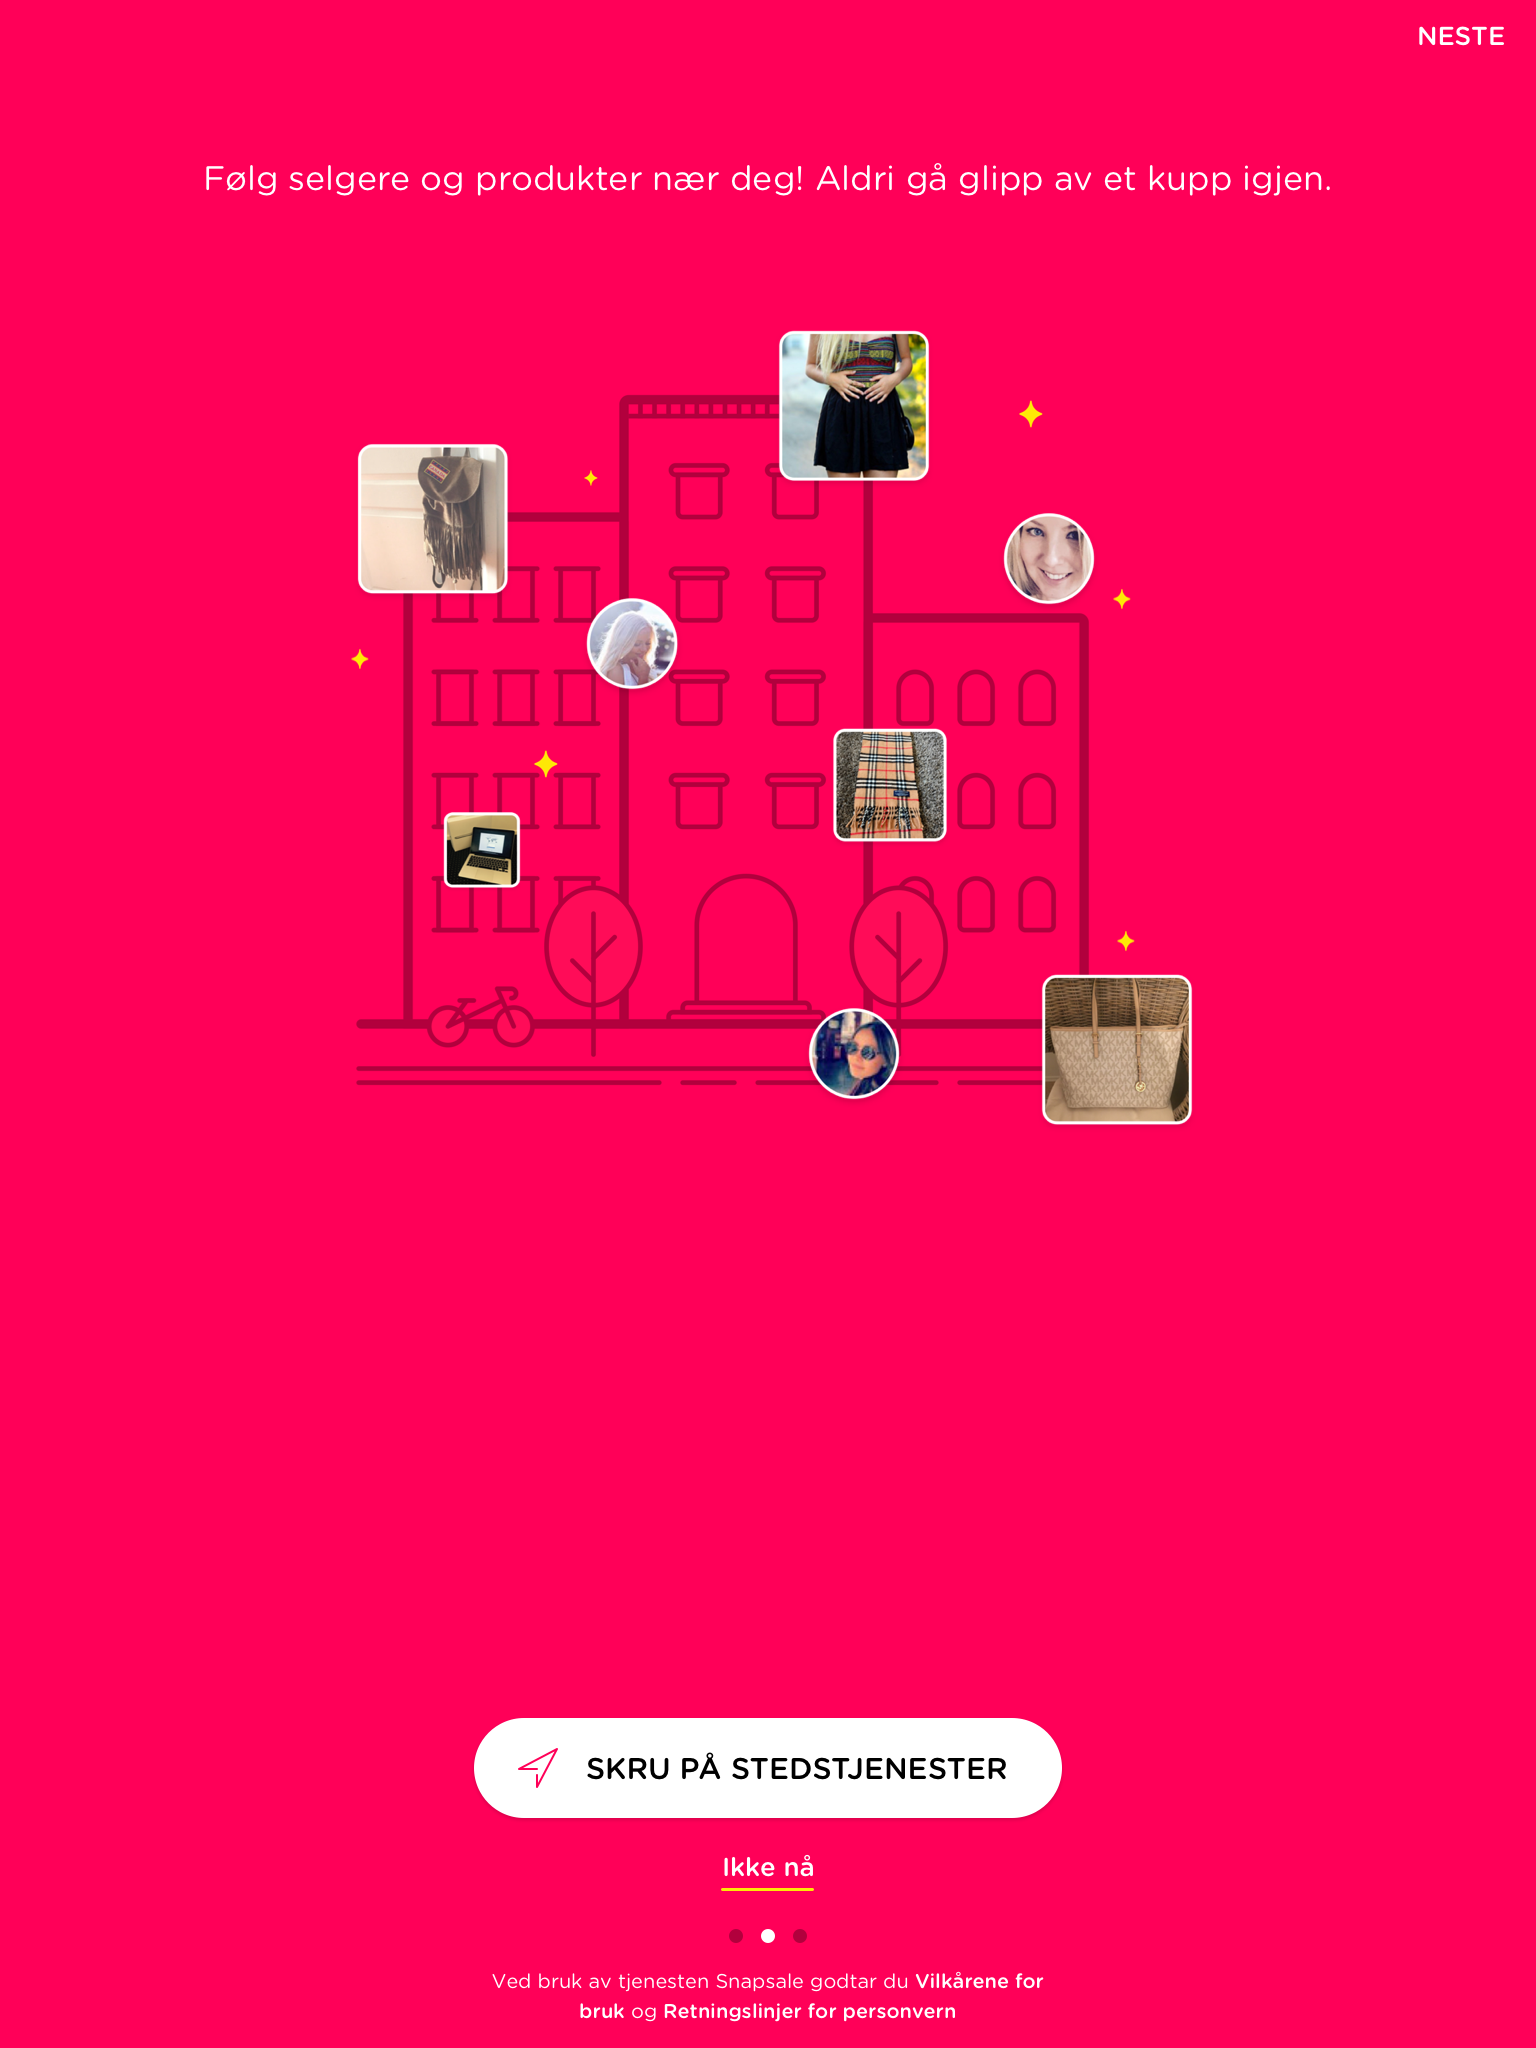 NESTE
Følg selgere og produkter nær deg! Aldri gå glipp av et kupp igjen.
SKRU PÅ STEDSTJENESTER
Ikke nå
Ved bruk av tjenesten Snapsale godtar du Vilkårene for
bruk og Retningslinjer for personvern